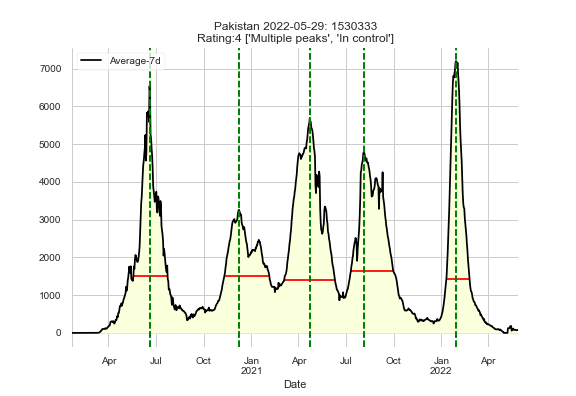 Pakistan 2022-05-29: 1530333
Rating:4 ['Multiple peaks', 'In control']
Average-7d
7000
6000
5000
4000
3000
2000
1000
0
Apr Jul Oct Jan Apr Jul Oct Jan Apr
2021 2022
Date